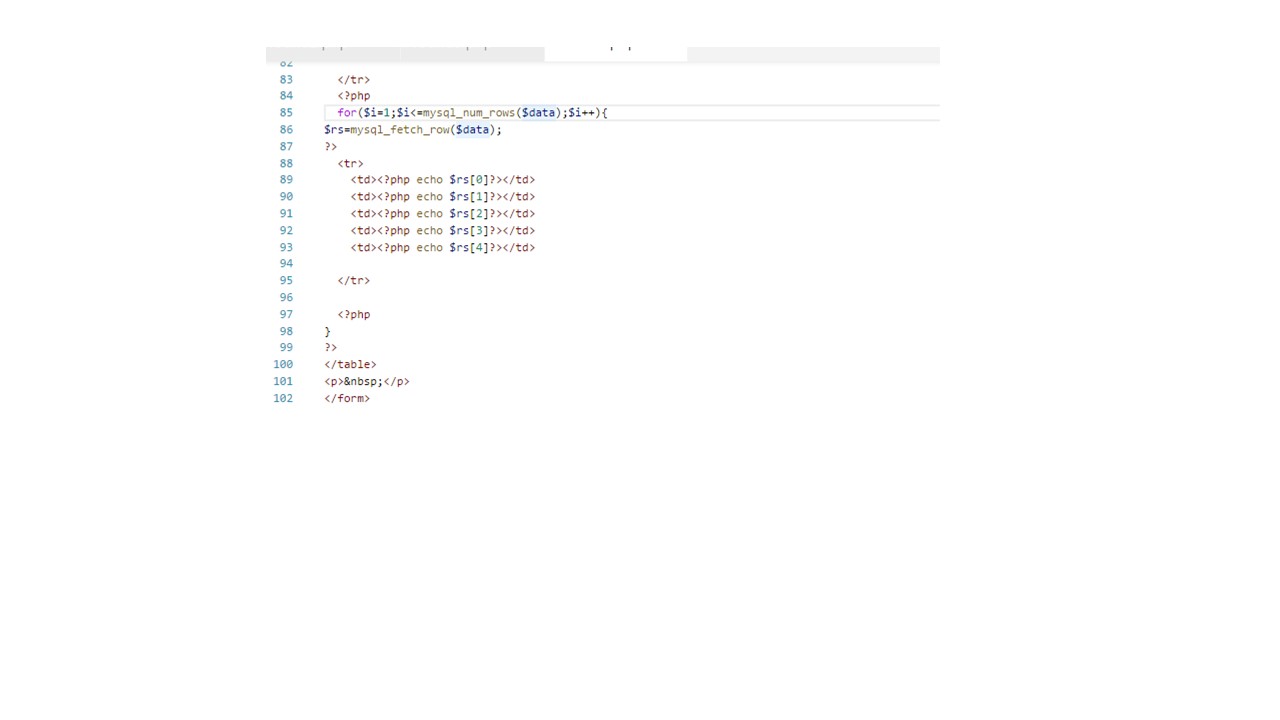 82
83 </tr>
84 <?php
85 for($i=1;$i<=mysql_num_rows($data);$i++){
86 $rs=mysql_fetch_row($data);
87 ?>
88 <tr>
89 <td><?php echo $rs[0]?></td>
90 <td><?php echo $rs[1]?></td>
91 <td><?php echo $rs[2]?></td>
92 <td><?php echo $rs[3]?></td>
93 <td><?php echo $rs[4]?></td>
94
95 </tr>
96
97 <?php
98 }
99 ?>
100 </table>
101 <p>&nbsp;</p>
102 </form>